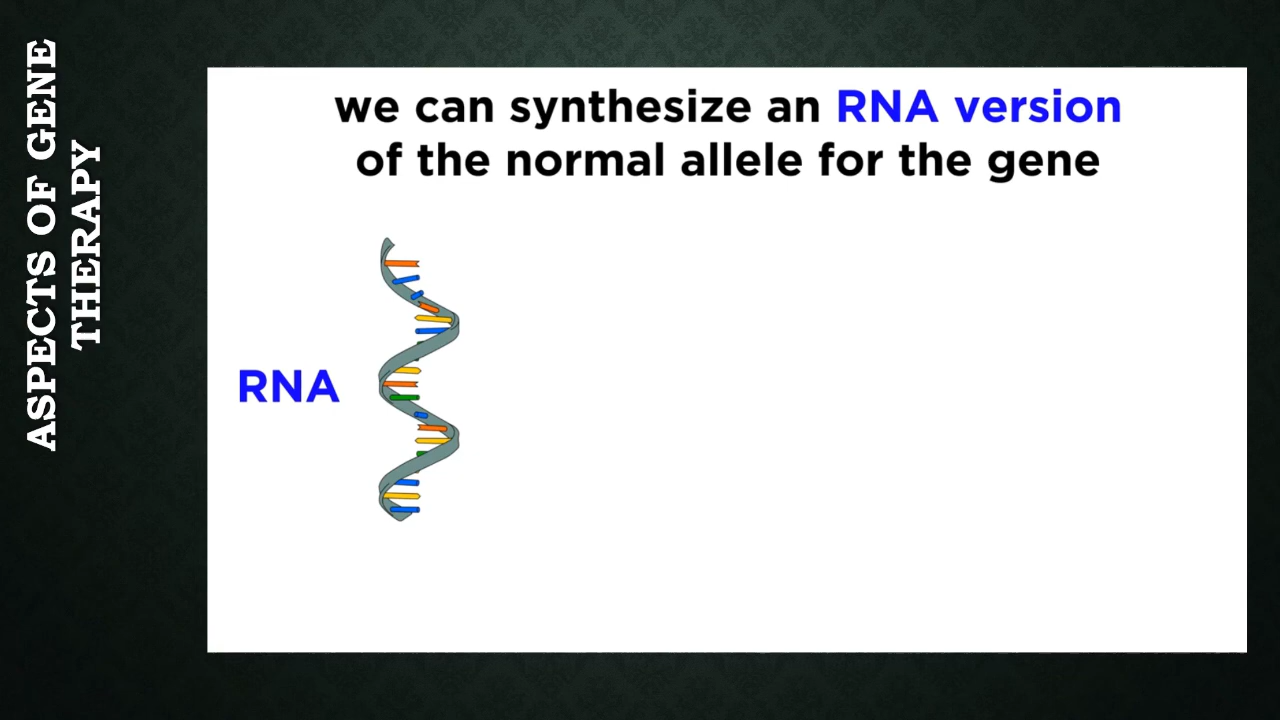 ASPECTS OF GENE
THERAPY
we can synthesize an RNA version
of the normal allele for the gene
RNA